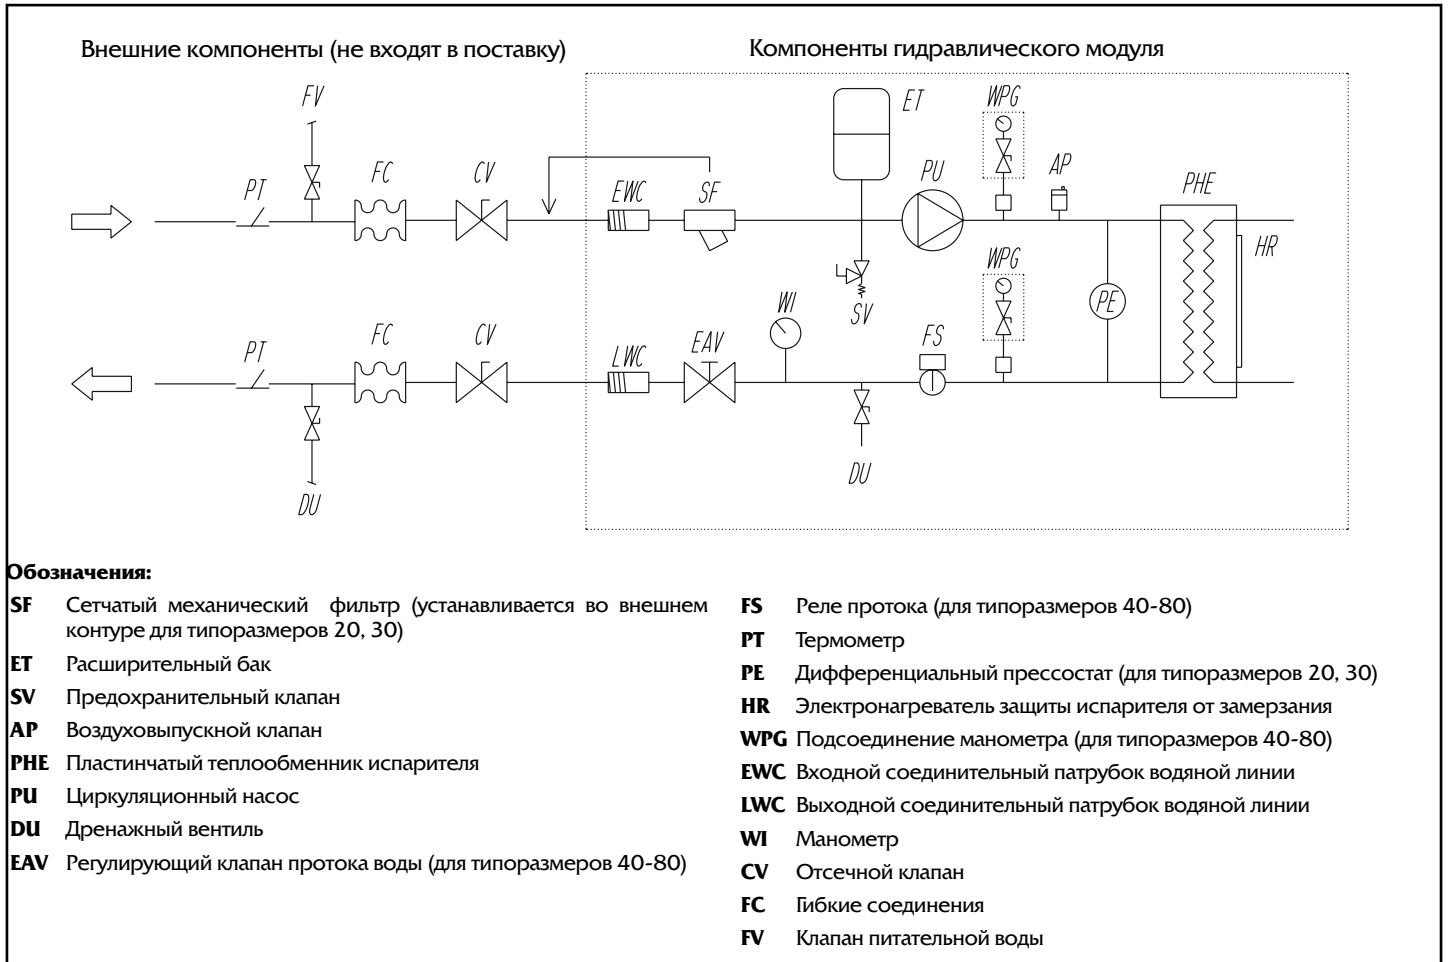 Внешние компоненты (не входят в поставку)
Компоненты гидравлического модуля
FV
ET
WPG
PT
FC
CV
EWC
SF
PU
AP
PHE
HR
WPG
PE
SV
WI
FS
PT
FC
CV
LWC
EAV
DU
DU
Обозначения:
SF Сетчатый механический фильтр (устанавливается во внешнем
контуре для типоразмеров 20, 30)
ET Расширительный бак
SV Предохранительный клапан
AP Воздуховыпускной клапан
PHE Пластинчатый теплообменник испарителя
PU Циркуляционный насос
DU Дренажный вентиль
EAV Регулирующий клапан протока воды (для типоразмеров 40-80)
FS Реле протока (для типоразмеров 40-80)
PT Термометр
PE Дифференциальный прессостат (для типоразмеров 20, 30)
HR Электронагреватель защиты испарителя от замерзания
WPG Подсоединение манометра (для типоразмеров 40-80)
EWC Входной соединительный патрубок водяной линии
LWC Выходной соединительный патрубок водяной линии
WI Манометр
CV Отсечной клапан
FC Гибкие соединения
FV Клапан питательной воды